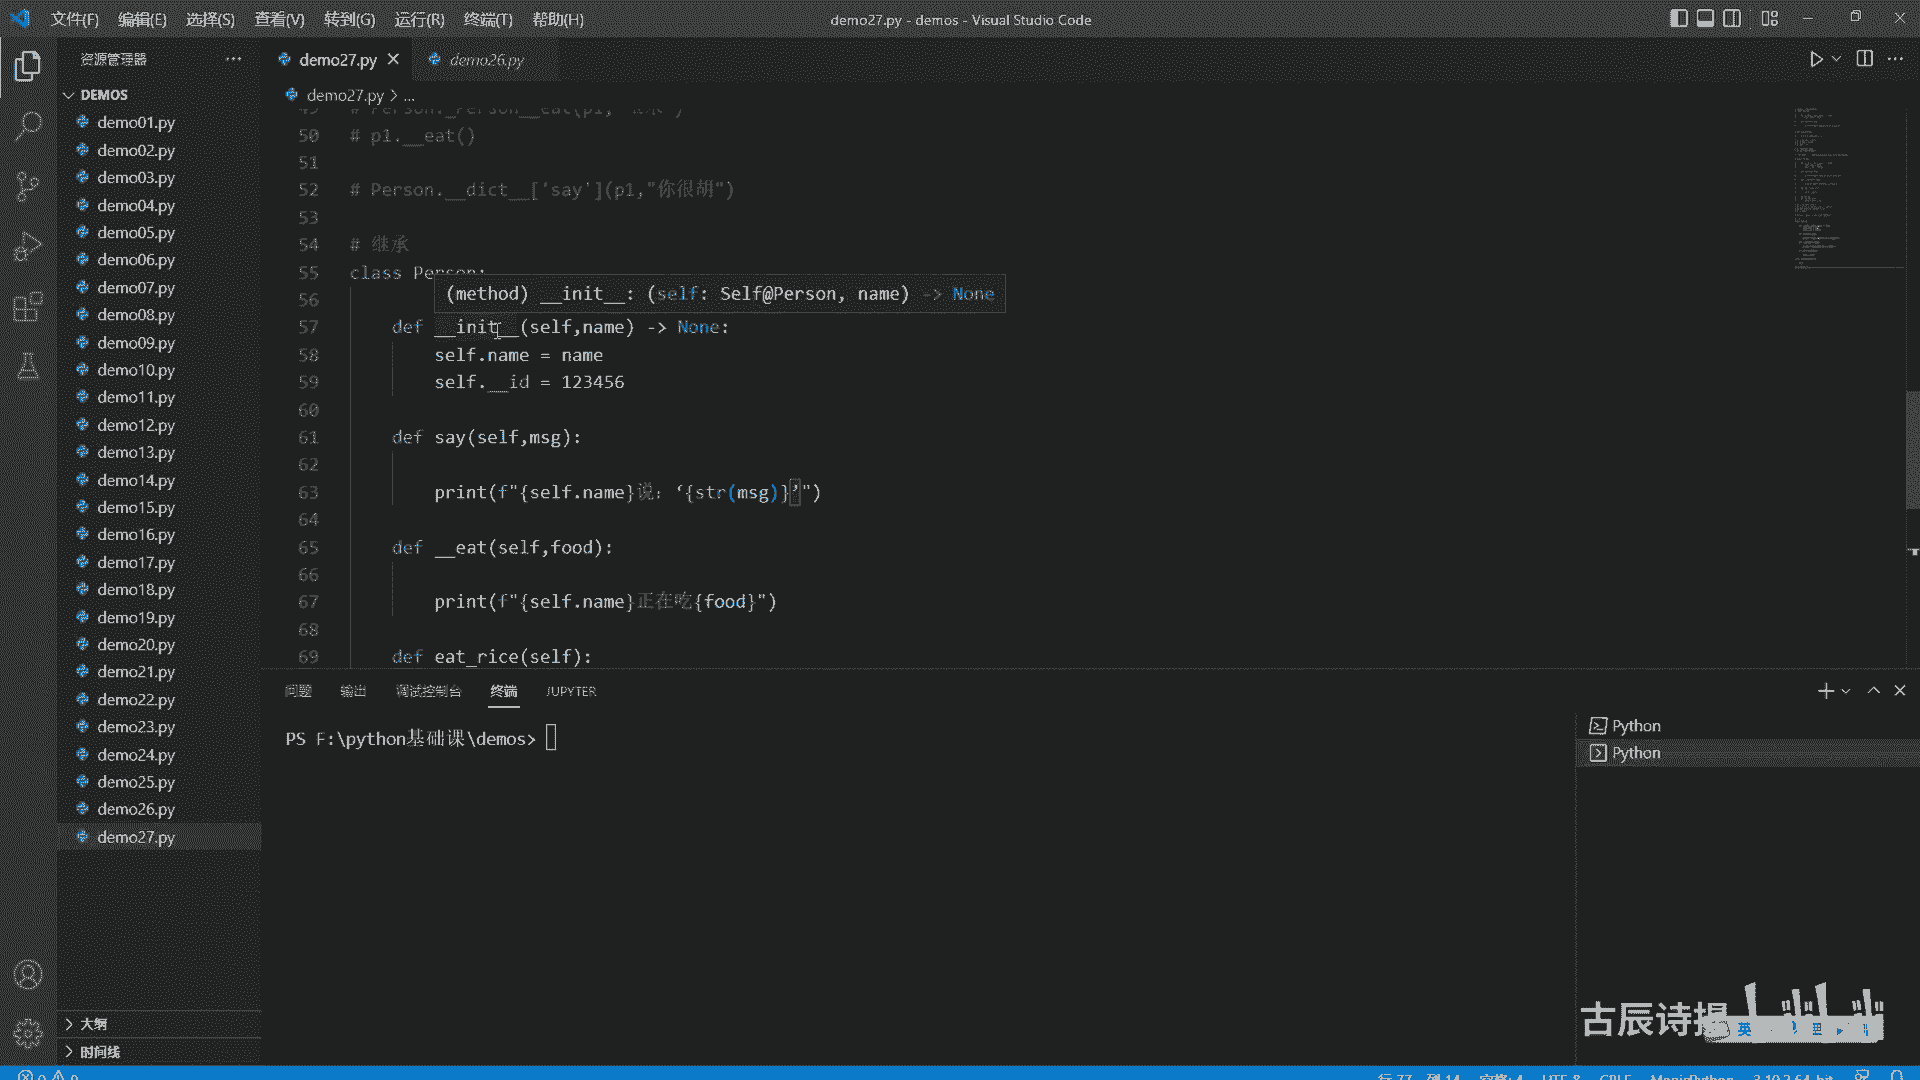 文件(F) 编辑(E) 选择(S) 查看(V) 转到(G) 运行(R) 终端(T) 帮助(H)
demo27.py - demos - Visual Studio Code
资源管理器
demo27.py
demo26.py
DEMOS
demo27.py > ...
demo01.py
demo02.py
demo03.py
demo04.py
demo05.py
demo06.py
demo07.py
demo08.py
demo09.py
demo10.py
demo11.py
demo12.py
demo13.py
demo14.py
demo15.py
demo16.py
demo17.py
demo18.py
demo19.py
demo20.py
demo21.py
demo22.py
demo23.py
demo24.py
demo25.py
demo26.py
demo27.py
大纲
时间线
50 # p1.__eat()
51
52 # Person.__dict__['say'](p1,"你很胡")
53
54 # 继承
55 class Person:
56
(method) __init__: (self: Self@Person, name) -> None
57 def __init__(self,name) -> None:
58 self.name = name
59 self.__id = 123456
60
61 def say(self,msg):
62
63 print(f"{self.name}说：‘{str(msg)}’")
64
65 def __eat(self,food):
66
67 print(f"{self.name}正在吃{food}")
68
69 def eat_rice(self):
问题 输出 调试控制台 终端 JUPYTER
PS F:\python基础课\demos>
Python
Python
古辰诗提
英